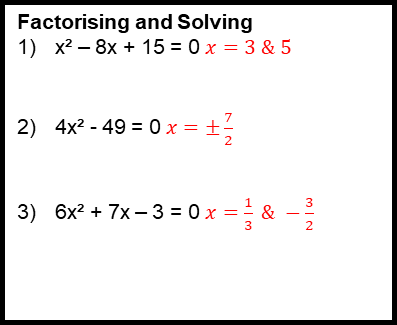 Factorising and Solving
1) x² – 8x + 15 = 0 x = 3 & 5
2) 4x² - 49 = 0 x = ±7/2
3) 6x² + 7x – 3 = 0 x = 1/3 & −3/2